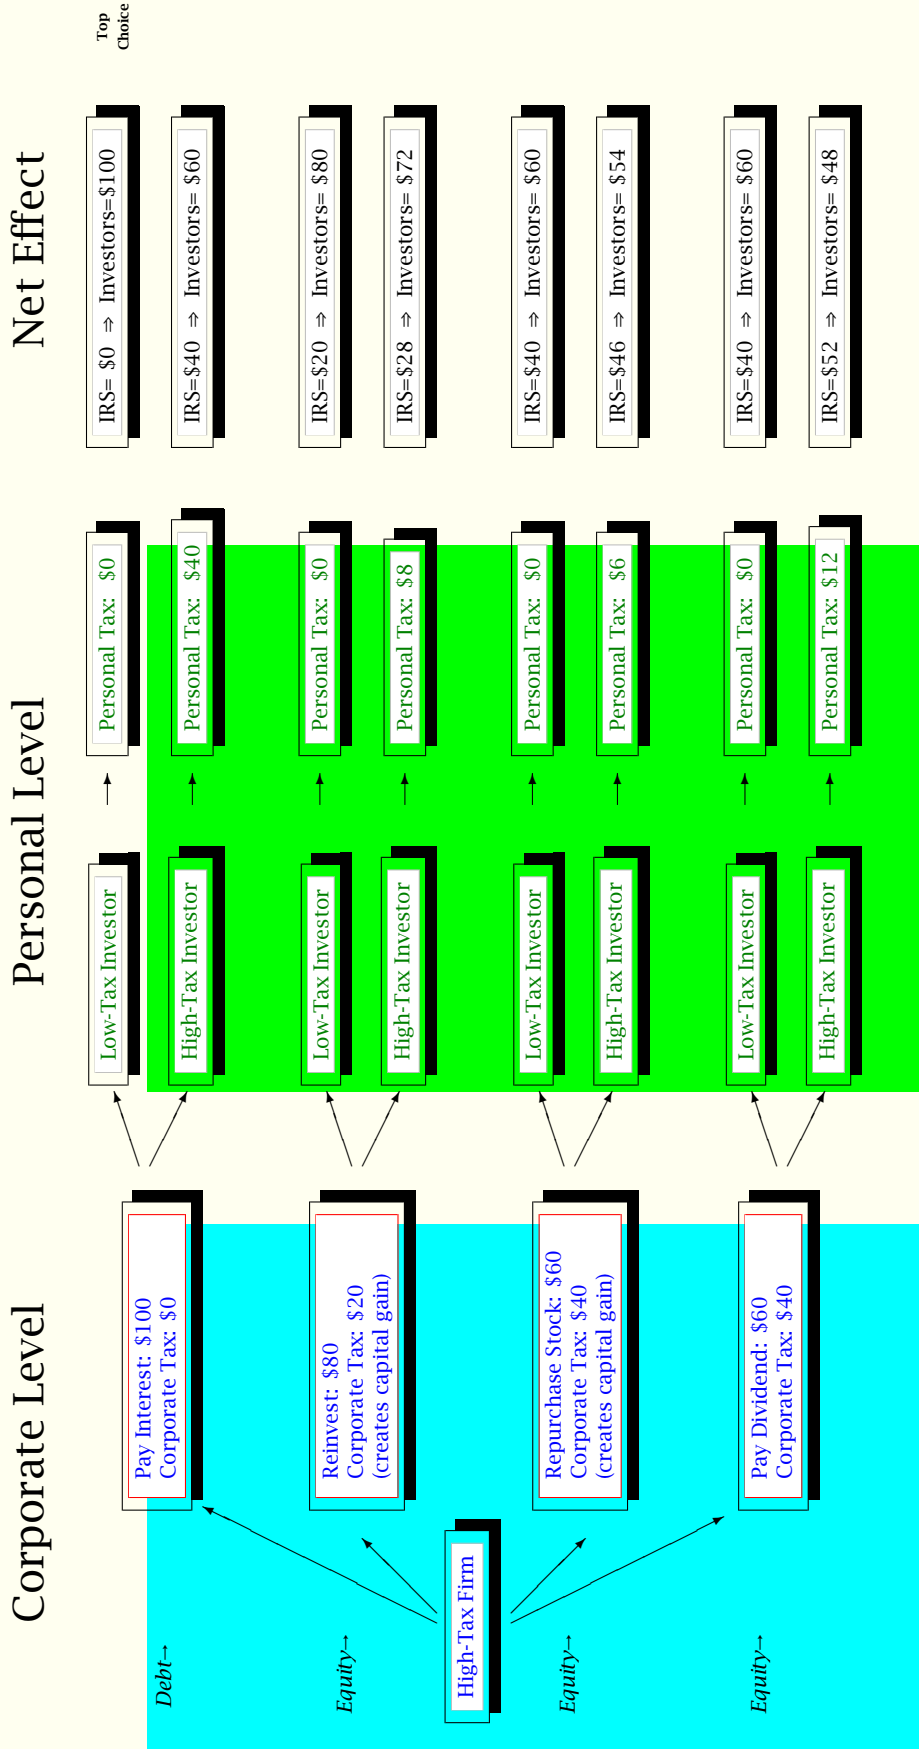 Corporate Level
Personal Level
Net Effect
Top
Choice
Debt→
Pay Interest: $100
Corporate Tax: $0
Low-Tax Investor
Personal Tax: $0
IRS= $0 ⇒ Investors=$100
High-Tax Investor
Personal Tax: $40
IRS=$40 ⇒ Investors= $60
Equity→
Reinvest: $80
Corporate Tax: $20
(creates capital gain)
Low-Tax Investor
Personal Tax: $0
IRS=$20 ⇒ Investors= $80
High-Tax Investor
Personal Tax: $8
IRS=$28 ⇒ Investors= $72
High-Tax Firm
Equity→
Repurchase Stock: $60
Corporate Tax: $40
(creates capital gain)
Low-Tax Investor
Personal Tax: $0
IRS=$40 ⇒ Investors= $60
High-Tax Investor
Personal Tax: $6
IRS=$46 ⇒ Investors= $54
Equity→
Pay Dividend: $60
Corporate Tax: $40
Low-Tax Investor
Personal Tax: $0
IRS=$40 ⇒ Investors= $60
High-Tax Investor
Personal Tax: $12
IRS=$52 ⇒ Investors= $48